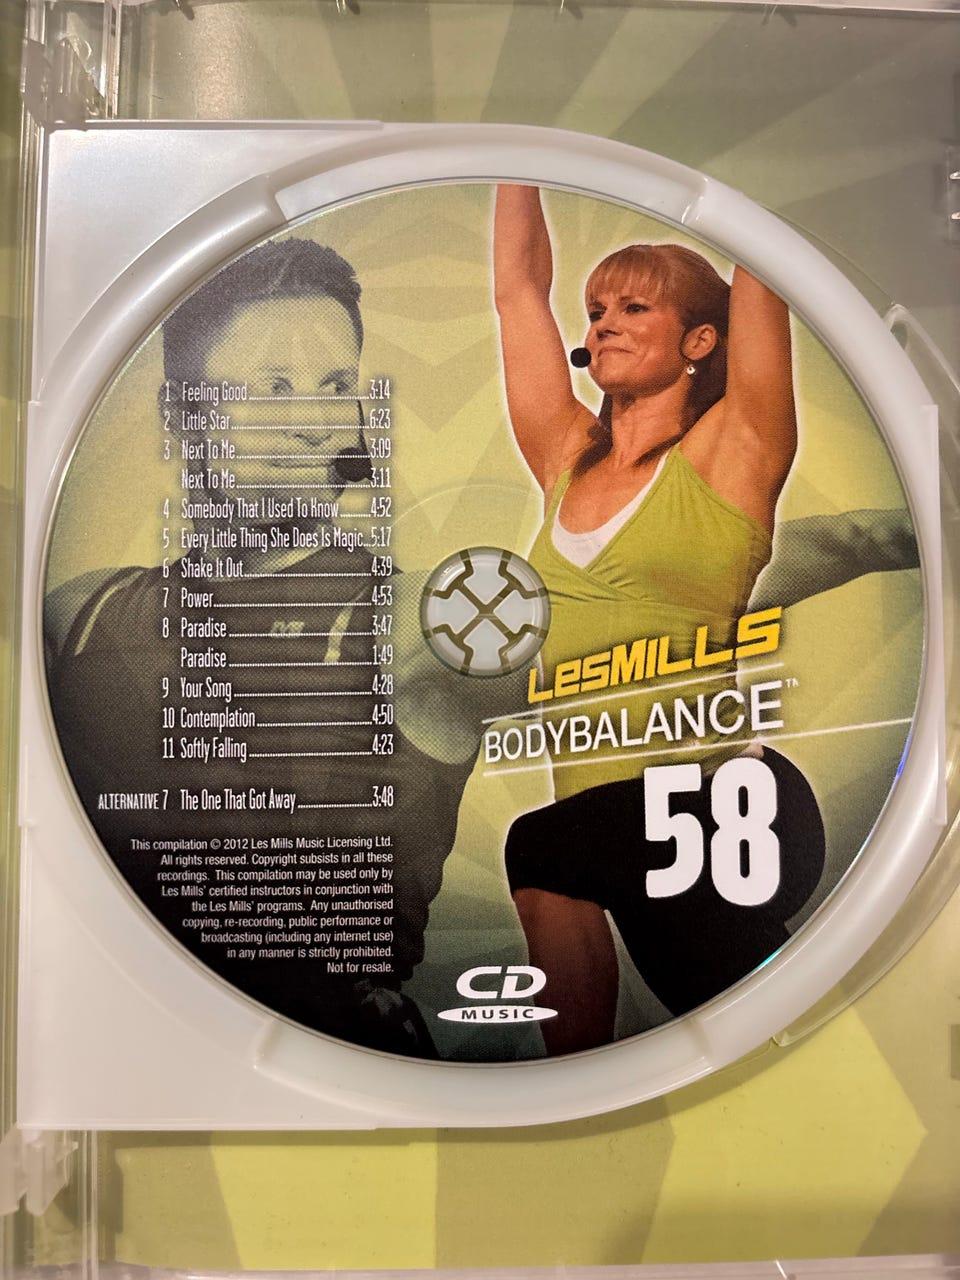 1 Feeling Good 3:14
2 Little Star 6:23
3 Next To Me 3:09
Next To Me 3:11
4 Somebody That I Used To Know 4:52
5 Every Little Thing She Does Is Magic 5:17
6 Shake It Out 4:39
7 Power 4:53
8 Paradise 3:47
Paradise 1:49
9 Your Song 4:28
10 Contemplation 4:50
11 Softly Falling 4:23
ALTERNATIVE 7 The One That Got Away 3:48
This compilation © 2012 Les Mills Music Licensing Ltd.
All rights reserved. Copyright subsists in all these
recordings. This compilation may be used only by
Les Mills' certified instructors in conjunction with
the Les Mills' programs. Any unauthorised
copying, re-recording, public performance or
broadcasting (including any internet use)
in any manner is strictly prohibited.
Not for resale.
LesMILLS
BODYBALANCE™
58
CD
MUSIC